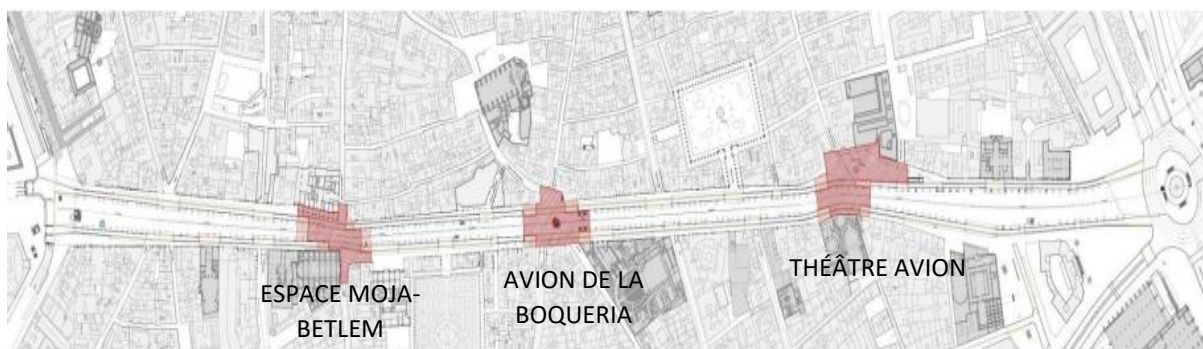 ESPACE MOJA-
BETLEM
AVION DE LA
BOQUERIA
THÉÂTRE AVION